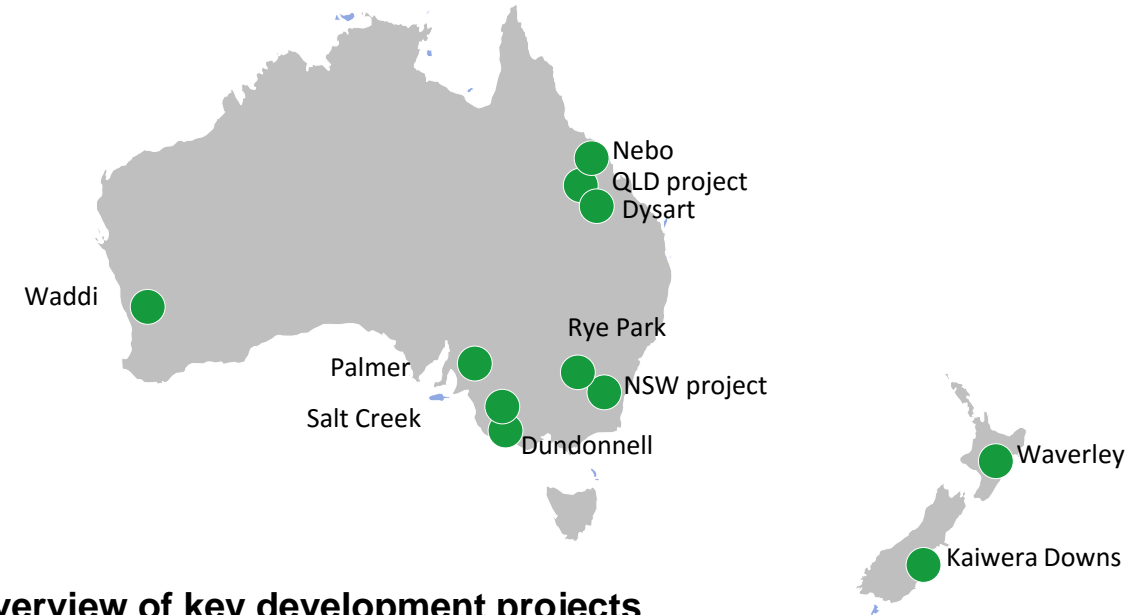 Nebo
QLD project
Dysart
Waddi
Rye Park
Palmer
NSW project
Salt Creek
Dundonnell
Waverley
Kaiwera Downs
verview of key development projects